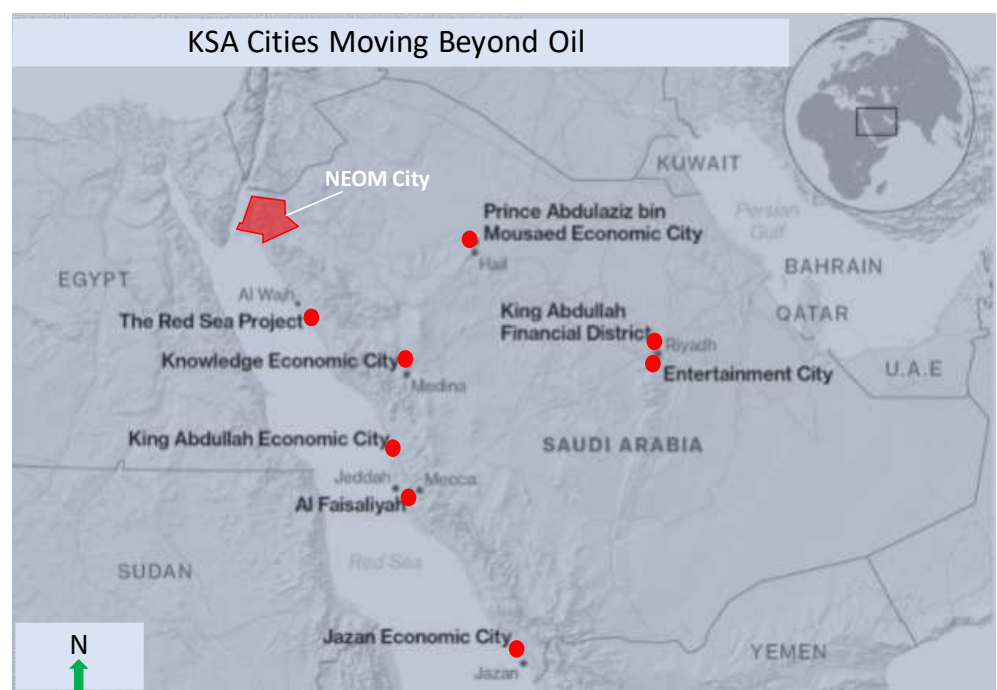 KSA Cities Moving Beyond Oil
KUWAIT
NEOM City
Prince Abdulaziz bin
Mousaed Economic City
Persian
Gulf
Hail
BAHRAIN
EGYPT
Al Wajh
The Red Sea Project
King Abdullah
Financial District
QATAR
Riyadh
Knowledge Economic City
Medina
Entertainment City
U.A.E
King Abdullah Economic City
SAUDI ARABIA
Jeddah
Mecca
Al Faisaliyah
Red Sea
SUDAN
Jazan Economic City
Jazan
YEMEN
N